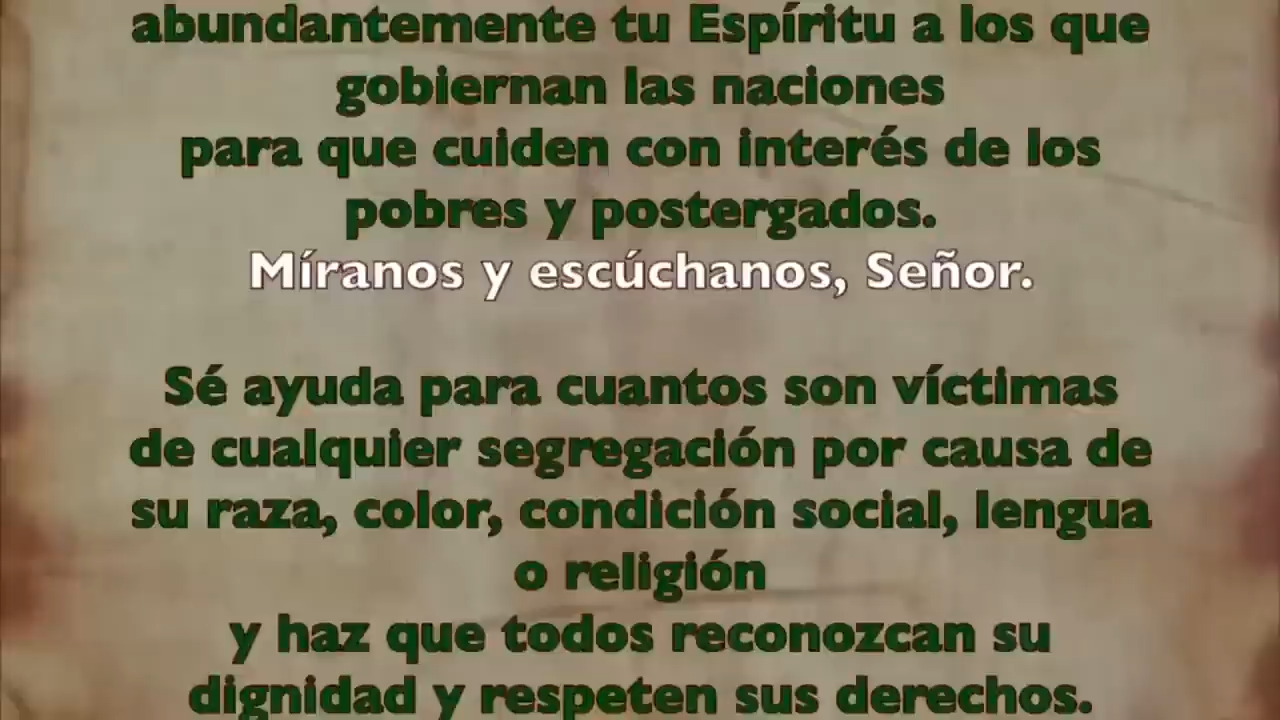 abundantemente tu Espíritu a los que
gobiernan las naciones
para que cuiden con interés de los
pobres y postergados.
Míranos y escúchanos, Señor.
Sé ayuda para cuantos son víctimas
de cualquier segregación por causa de
su raza, color, condición social, lengua
o religión
y haz que todos reconozcan su
dignidad y respeten sus derechos.